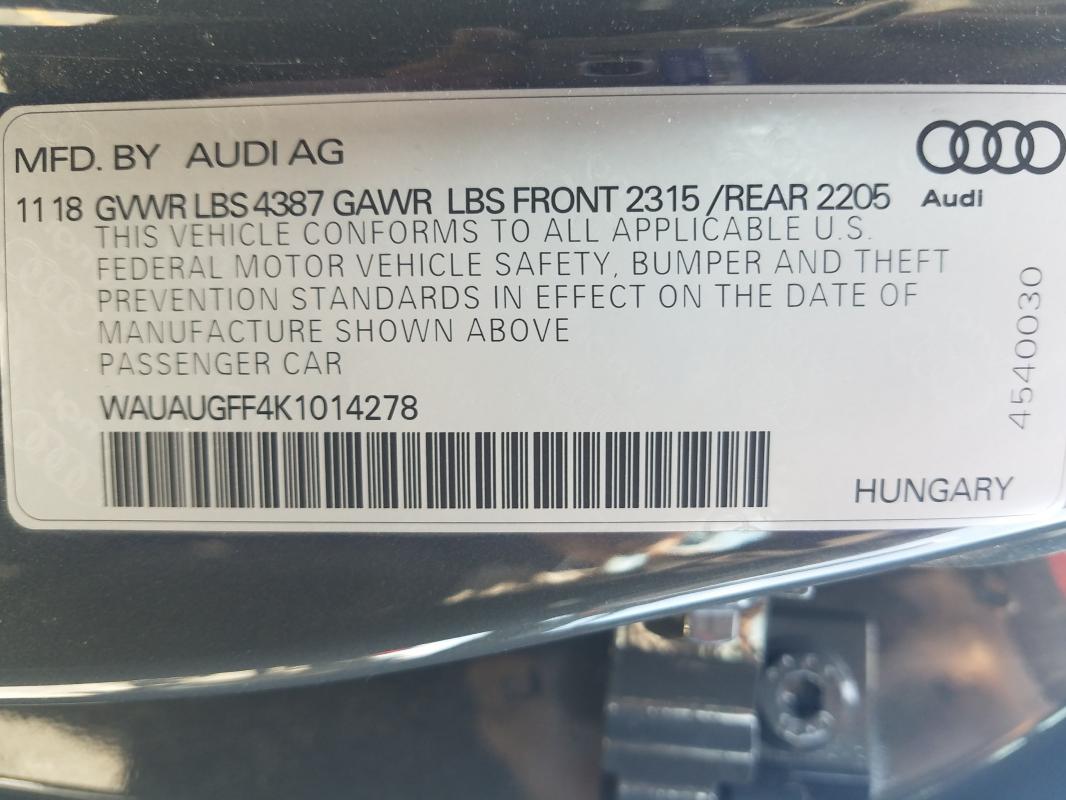 MFD. BY AUDI AG
11 18 GVWR LBS 4387 GAWR LBS FRONT 2315 /REAR 2205
Audi
THIS VEHICLE CONFORMS TO ALL APPLICABLE U.S.
FEDERAL MOTOR VEHICLE SAFETY, BUMPER AND THEFT
PREVENTION STANDARDS IN EFFECT ON THE DATE OF
MANUFACTURE SHOWN ABOVE
PASSENGER CAR
WAUAUGFF4K1014278
HUNGARY
4540030